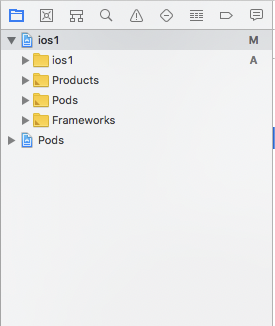 ios1 M
ios1 A
Products
Pods
Frameworks
Pods